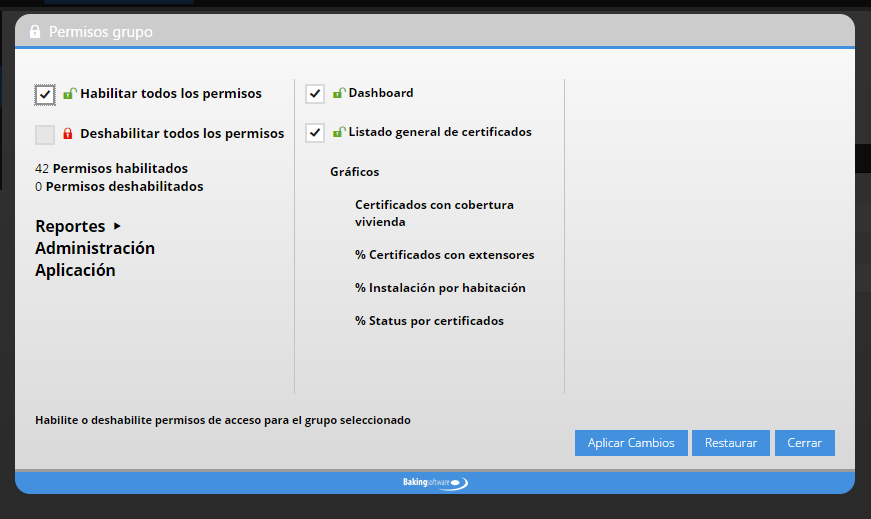 Permisos grupo
Habilitar todos los permisos
Deshabilitar todos los permisos
42 Permisos habilitados
0 Permisos deshabilitados
Reportes
Administración
Aplicación
Dashboard
Listado general de certificados
Gráficos
Certificados con cobertura
vivienda
% Certificados con extensores
% Instalación por habitación
% Status por certificados
Habilite o deshabilite permisos de acceso para el grupo seleccionado
Aplicar Cambios
Restaurar
Cerrar
Bakingsoftware